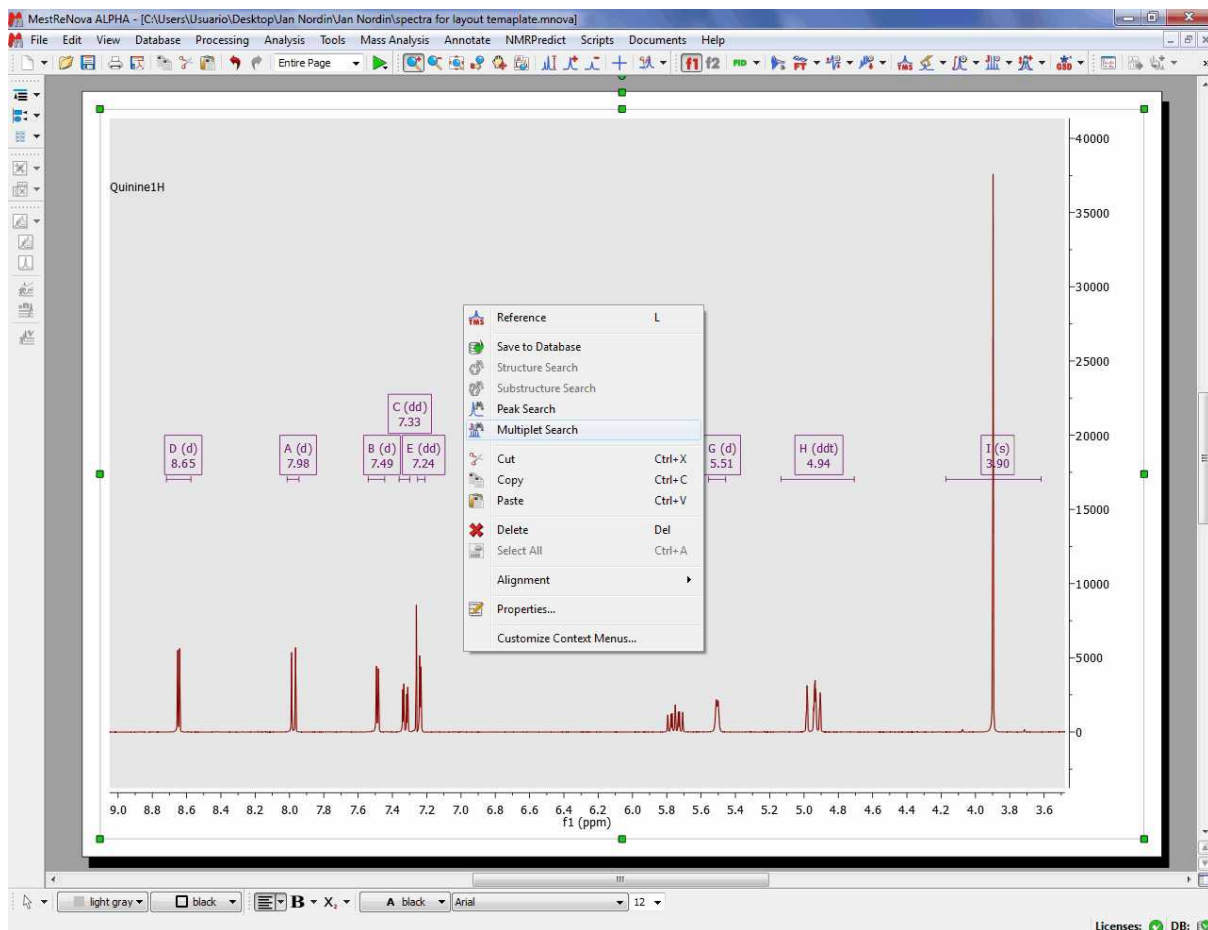 MestReNova ALPHA - [C:\Users\Usuario\Desktop\Jan Nordin\Jan Nordin\spectra for layout temaplate.mnova]
File Edit View Database Processing Analysis Tools Mass Analysis Annotate NMRPredict Scripts Documents Help
Entire Page f1 f2 FID FT TMS GSD
40000
Quinine1H
35000
30000
Reference L
Save to Database
Structure Search
25000
Substructure Search
Peak Search
Multiplet Search
C (dd)
7.33
20000
D (d) A (d) B (d) E (dd) G (d) H (ddt) I (s)
8.65 7.98 7.49 7.24 5.51 4.94 3.90
Cut Ctrl+X
Copy Ctrl+C
Paste Ctrl+V
15000
Delete Del
Select All Ctrl+A
Alignment
10000
Properties...
Customize Context Menus...
5000
0
9.0 8.8 8.6 8.4 8.2 8.0 7.8 7.6 7.4 7.2 7.0 6.8 6.6 6.4 6.2 6.0 5.8 5.6 5.4 5.2 5.0 4.8 4.6 4.4 4.2 4.0 3.8 3.6
f1 (ppm)
light gray black B X₂ A black Arial 12
Licenses: DB: